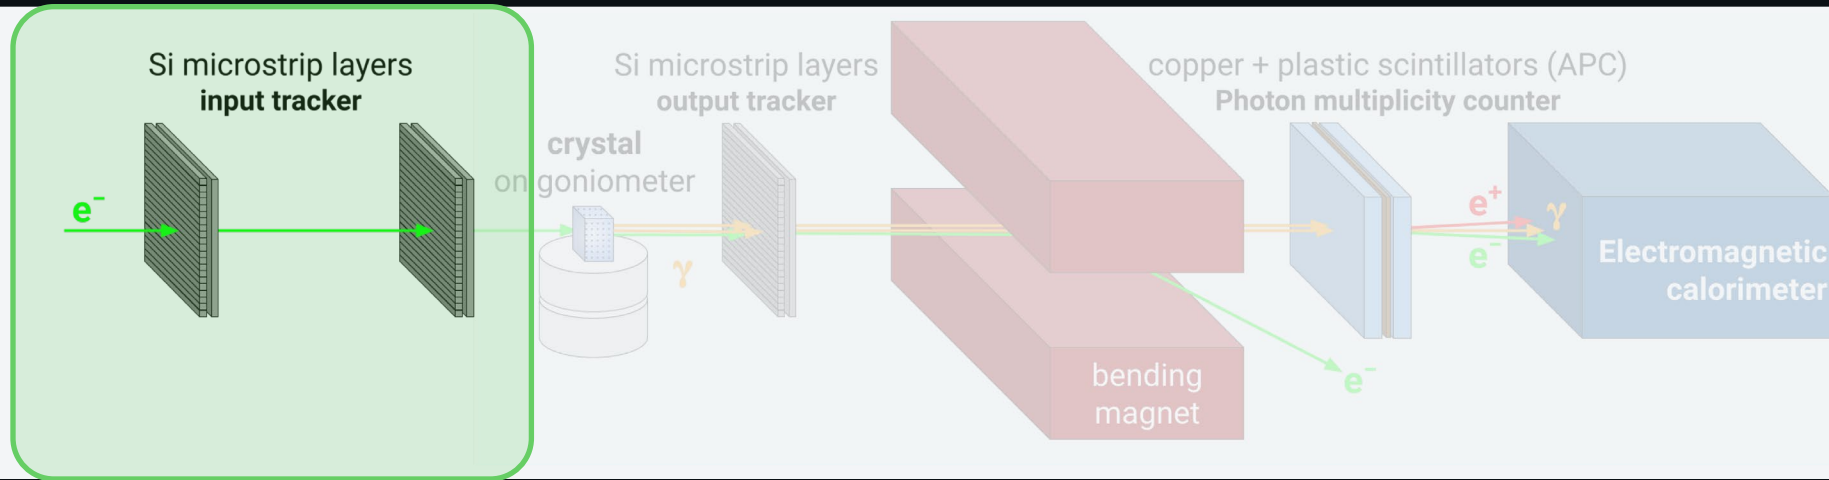 Si microstrip layers
input tracker
e⁻
crystal
on goniometer
γ
Si microstrip layers
output tracker
bending
magnet
e⁻
copper + plastic scintillators (APC)
Photon multiplicity counter
e⁺
γ
e⁻
Electromagnetic
calorimeter